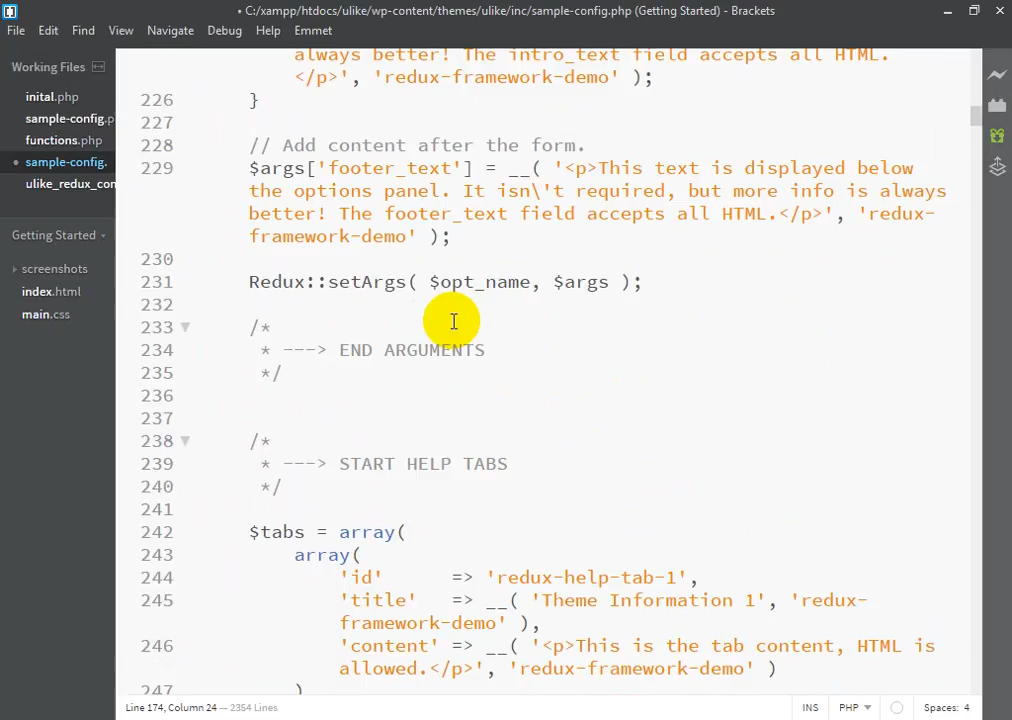 • C:/xampp/htdocs/ulike/wp-content/themes/ulike/inc/sample-config.php (Getting Started) - Brackets
File Edit Find View Navigate Debug Help Emmet
Working Files
inital.php
sample-config.p
functions.php
• sample-config.
ulike_redux_con
Getting Started
screenshots
index.html
main.css
always better! The intro_text field accepts all HTML.
</p>', 'redux-framework-demo' );
226 }
227
228 // Add content after the form.
229 $args['footer_text'] = __( '<p>This text is displayed below
the options panel. It isn\'t required, but more info is always
better! The footer_text field accepts all HTML.</p>', 'redux-
framework-demo' );
230
231 Redux::setArgs( $opt_name, $args );
232
233 /*
234 * ---> END ARGUMENTS
235 */
236
237
238 /*
239 * ---> START HELP TABS
240 */
241
242 $tabs = array(
243 array(
244 'id' => 'redux-help-tab-1',
245 'title' => __( 'Theme Information 1', 'redux-
framework-demo' ),
246 'content' => __( '<p>This is the tab content, HTML is
allowed.</p>', 'redux-framework-demo' )
247 )
Line 174, Column 24 — 2354 Lines
INS PHP Spaces: 4